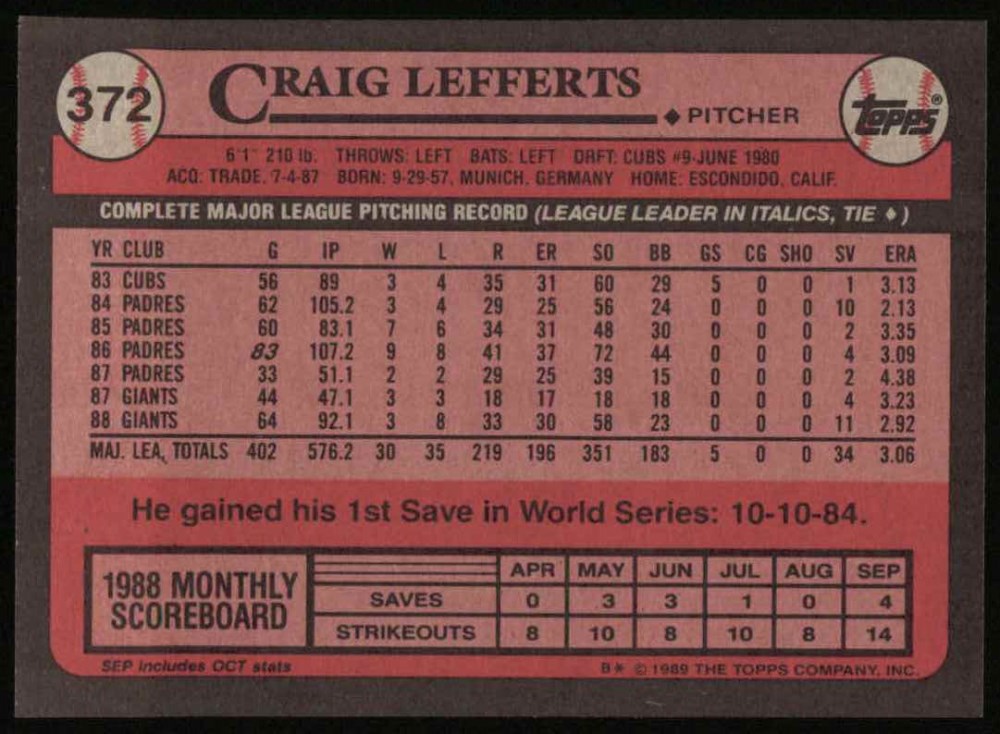 372
CRAIG LEFFERTS
◆ PITCHER
Topps®
6'1" 210 lb. THROWS: LEFT BATS: LEFT DRFT: CUBS #9-JUNE 1980
ACQ: TRADE, 7-4-87 BORN: 9-29-57, MUNICH, GERMANY HOME: ESCONDIDO, CALIF.
COMPLETE MAJOR LEAGUE PITCHING RECORD (LEAGUE LEADER IN ITALICS, TIE ♦)
YR CLUB G IP W L R ER SO BB GS CG SHO SV ERA
83 CUBS 56 89 3 4 35 31 60 29 5 0 0 1 3.13
84 PADRES 62 105.2 3 4 29 25 56 24 0 0 0 10 2.13
85 PADRES 60 83.1 7 6 34 31 48 30 0 0 0 2 3.35
86 PADRES 83 107.2 9 8 41 37 72 44 0 0 0 4 3.09
87 PADRES 33 51.1 2 2 29 25 39 15 0 0 0 2 4.38
87 GIANTS 44 47.1 3 3 18 17 18 18 0 0 0 4 3.23
88 GIANTS 64 92.1 3 8 33 30 58 23 0 0 0 11 2.92
MAJ. LEA. TOTALS 402 576.2 30 35 219 196 351 183 5 0 0 34 3.06
He gained his 1st Save in World Series: 10-10-84.
1988 MONTHLY
SCOREBOARD
APR MAY JUN JUL AUG SEP
SAVES 0 3 3 1 0 4
STRIKEOUTS 8 10 8 10 8 14
SEP includes OCT stats
B* © 1989 THE TOPPS COMPANY, INC.